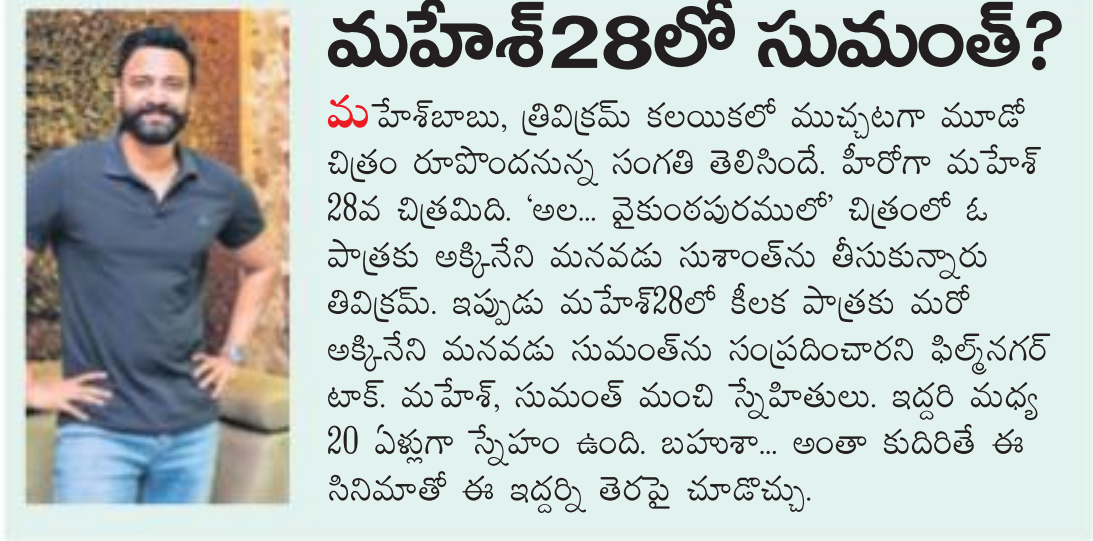 మహేశ్28లో సుమంత్?
మహేశ్‌బాబు, త్రివిక్రమ్ కలయికలో ముచ్చటగా మూడో
చిత్రం రూపొందనున్న సంగతి తెలిసిందే. హీరోగా మహేశ్
28వ చిత్రమిది. ‘అల... వైకుంఠపురములో’ చిత్రంలో ఓ
పాత్రకు అక్కినేని మనవడు సుశాంత్‌ను తీసుకున్నారు
తివిక్రమ్. ఇప్పుడు మహేశ్28లో కీలక పాత్రకు మరో
అక్కినేని మనవడు సుమంత్‌ను సంప్రదించారని ఫిల్మ్‌నగర్
టాక్. మహేశ్, సుమంత్ మంచి స్నేహితులు. ఇద్దరి మధ్య
20 ఏళ్లుగా స్నేహం ఉంది. బహుశా... అంతా కుదిరితే ఈ
సినిమాతో ఈ ఇద్దర్ని తెరపై చూడొచ్చు.